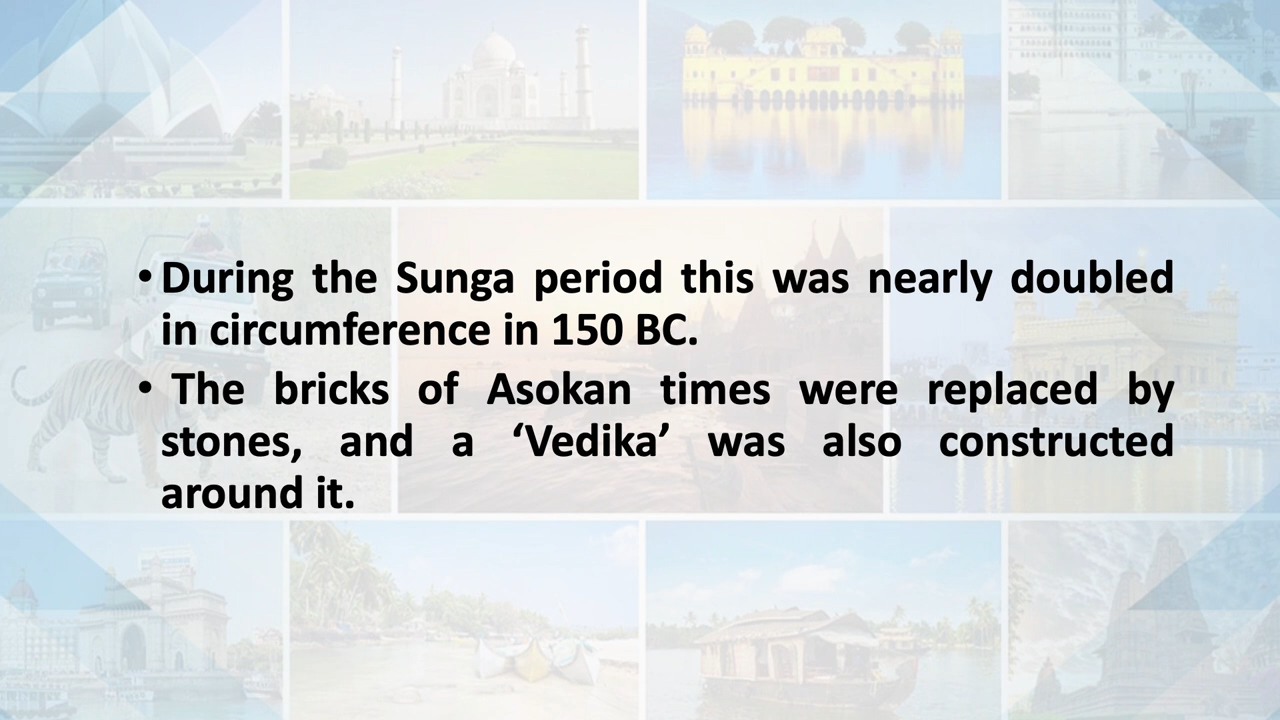 • During the Sunga period this was nearly doubled
in circumference in 150 BC.
• The bricks of Asokan times were replaced by
stones, and a ‘Vedika’ was also constructed
around it.